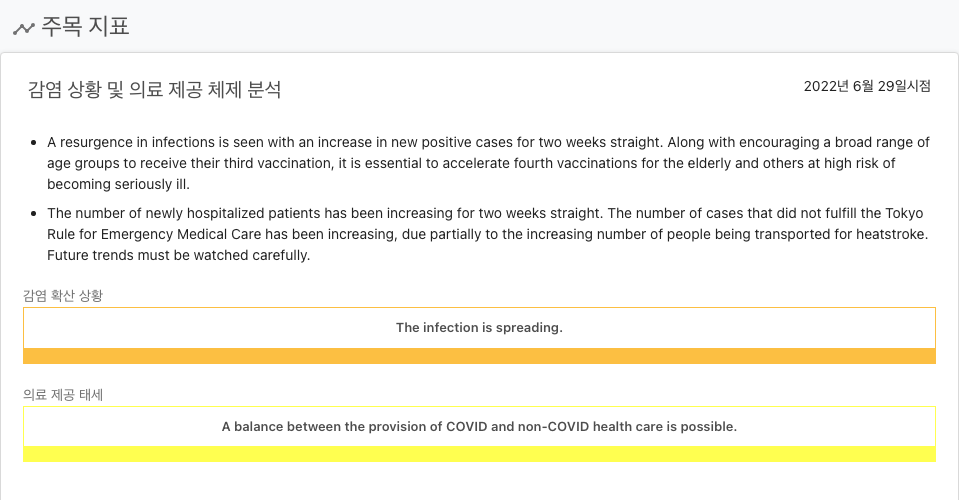 주목 지표
감염 상황 및 의료 제공 체제 분석
2022년 6월 29일시점
A resurgence in infections is seen with an increase in new positive cases for two weeks straight. Along with encouraging a broad range of
age groups to receive their third vaccination, it is essential to accelerate fourth vaccinations for the elderly and others at high risk of
becoming seriously ill.
The number of newly hospitalized patients has been increasing for two weeks straight. The number of cases that did not fulfill the Tokyo
Rule for Emergency Medical Care has been increasing, due partially to the increasing number of people being transported for heatstroke.
Future trends must be watched carefully.
감염 확산 상황
The infection is spreading.
의료 제공 태세
A balance between the provision of COVID and non-COVID health care is possible.